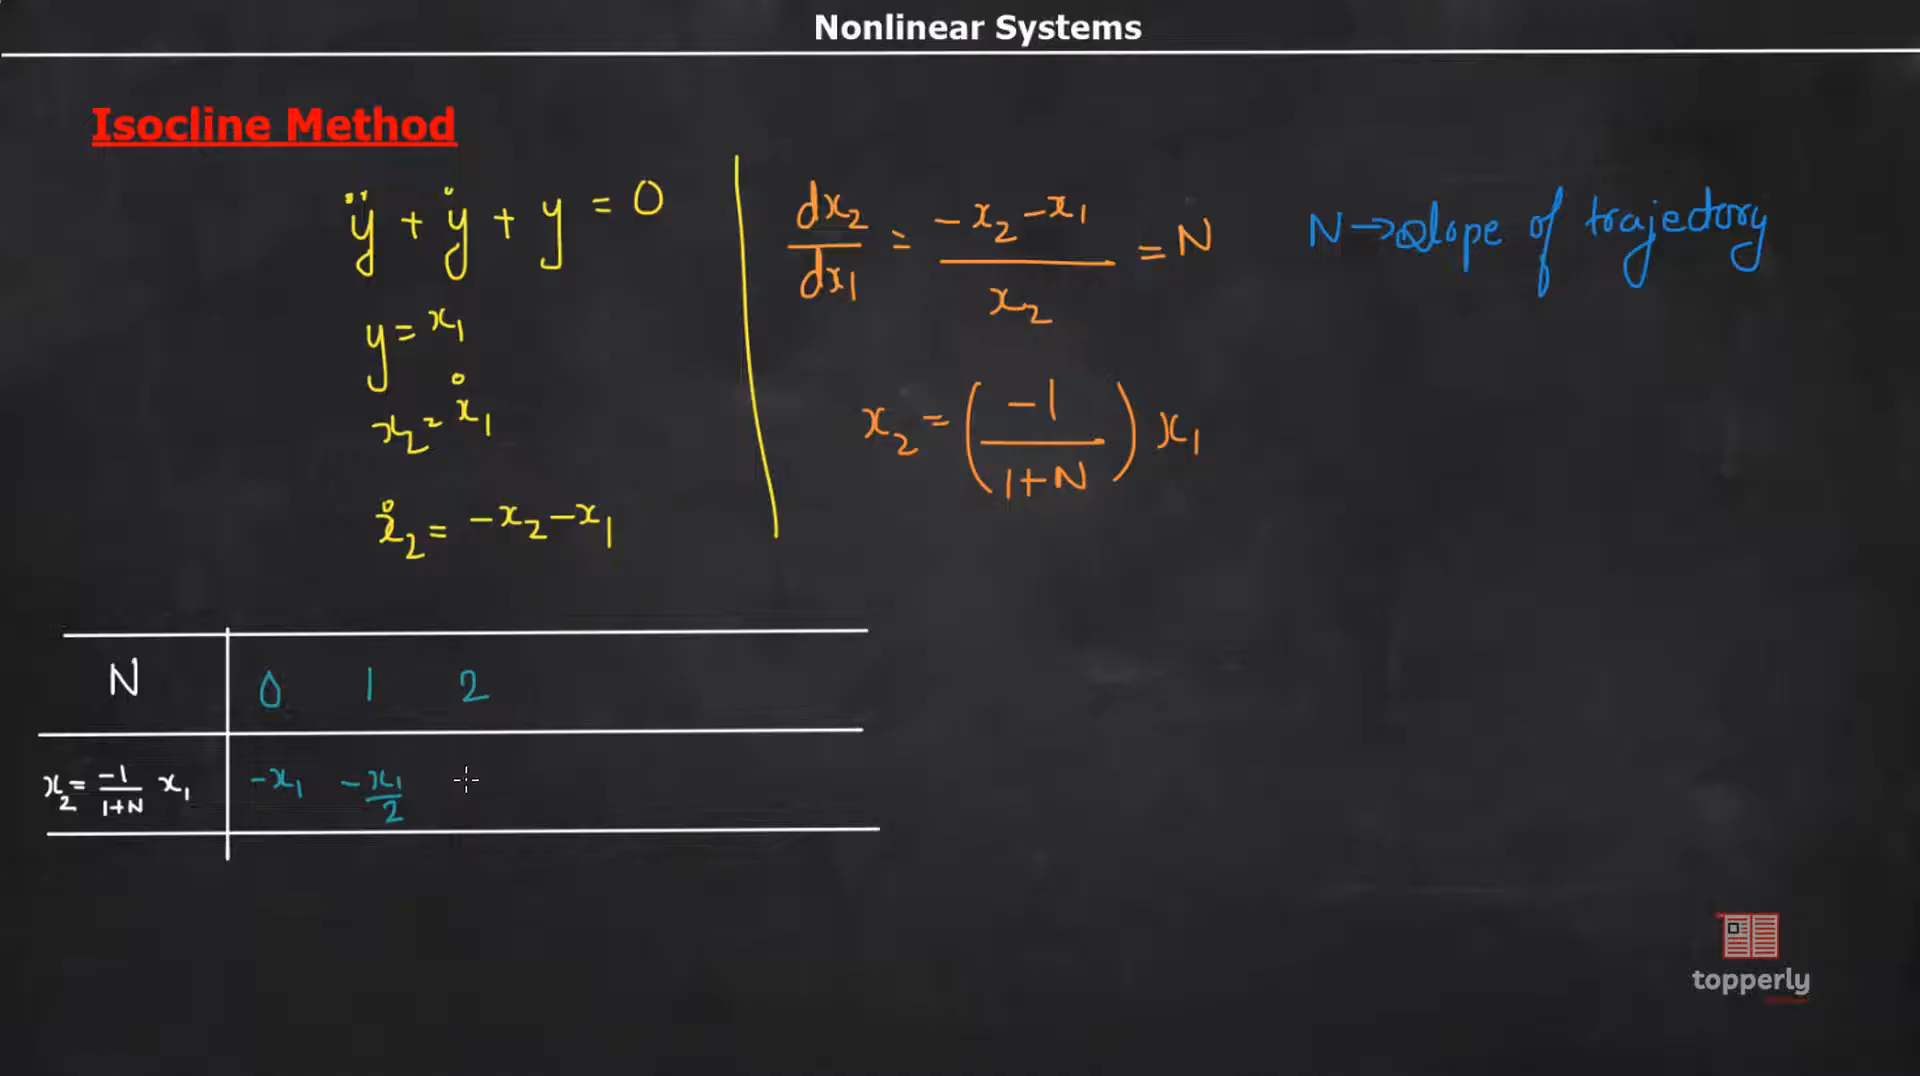 Nonlinear Systems
Isocline Method
ÿ + ẏ + y = 0
y = x₁
x₂ = ẋ₁
ẋ₂ = -x₂ - x₁
dx₂/dx₁ = (-x₂ - x₁)/x₂ = N
x₂ = (-1/(1+N)) x₁
N → slope of trajectory
N 0 1 2
x₂ = -1/(1+N) x₁ -x₁ -x₁/2
topperly